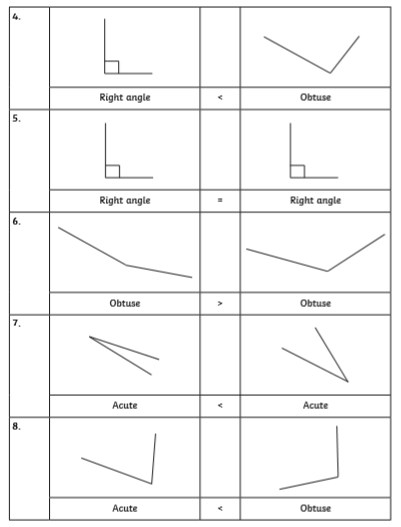 4.
Right angle < Obtuse
5.
Right angle = Right angle
6.
Obtuse > Obtuse
7.
Acute < Acute
8.
Acute < Obtuse